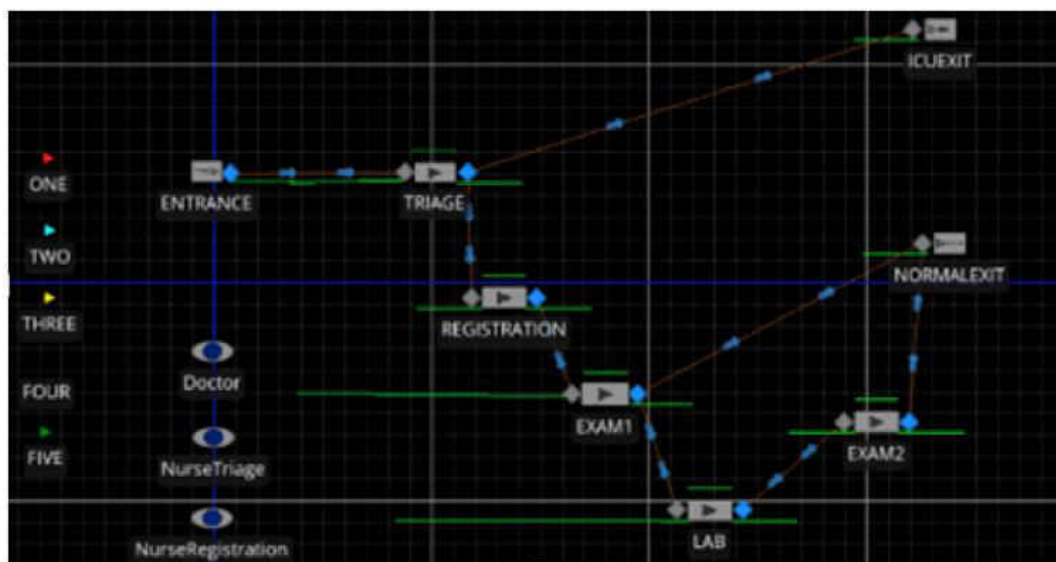 ICUEXIT
ONE
ENTRANCE
TRIAGE
TWO
NORMALEXIT
THREE
REGISTRATION
Doctor
FOUR
EXAM1
EXAM2
FIVE
NurseTriage
LAB
NurseRegistration